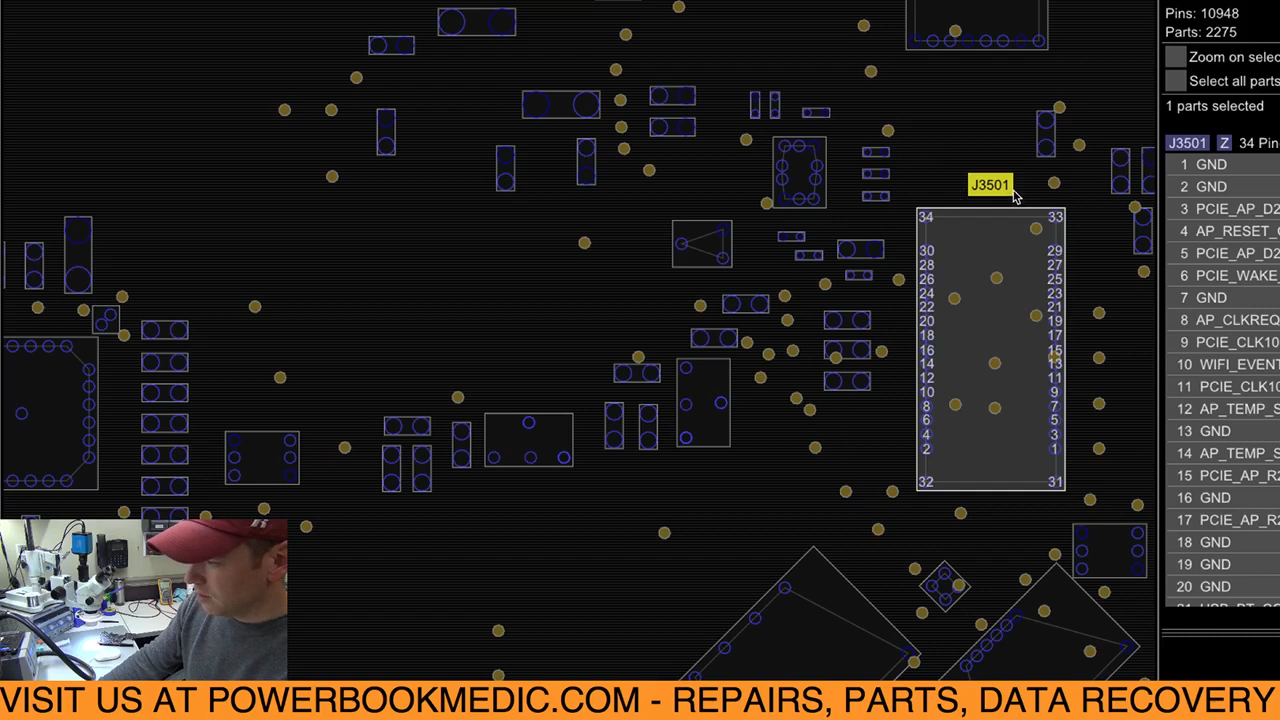 Pins: 10948
Parts: 2275
Zoom on selec
Select all parts
1 parts selected
J3501 Z 34 Pin
1 GND
2 GND
3 PCIE_AP_D2
4 AP_RESET_
5 PCIE_AP_D2
6 PCIE_WAKE_
7 GND
8 AP_CLKREQ
9 PCIE_CLK10
10 WIFI_EVENT
11 PCIE_CLK10
12 AP_TEMP_S
13 GND
14 AP_TEMP_S
15 PCIE_AP_R2
16 GND
17 PCIE_AP_R2
18 GND
19 GND
20 GND
J3501
34 33
30 29
28 27
26 25
24 23
22 21
20 19
18 17
16 15
14 13
12 11
10 9
8 7
6 5
4 3
2 1
32 31
VISIT US AT POWERBOOKMEDIC.COM - REPAIRS, PARTS, DATA RECOVERY